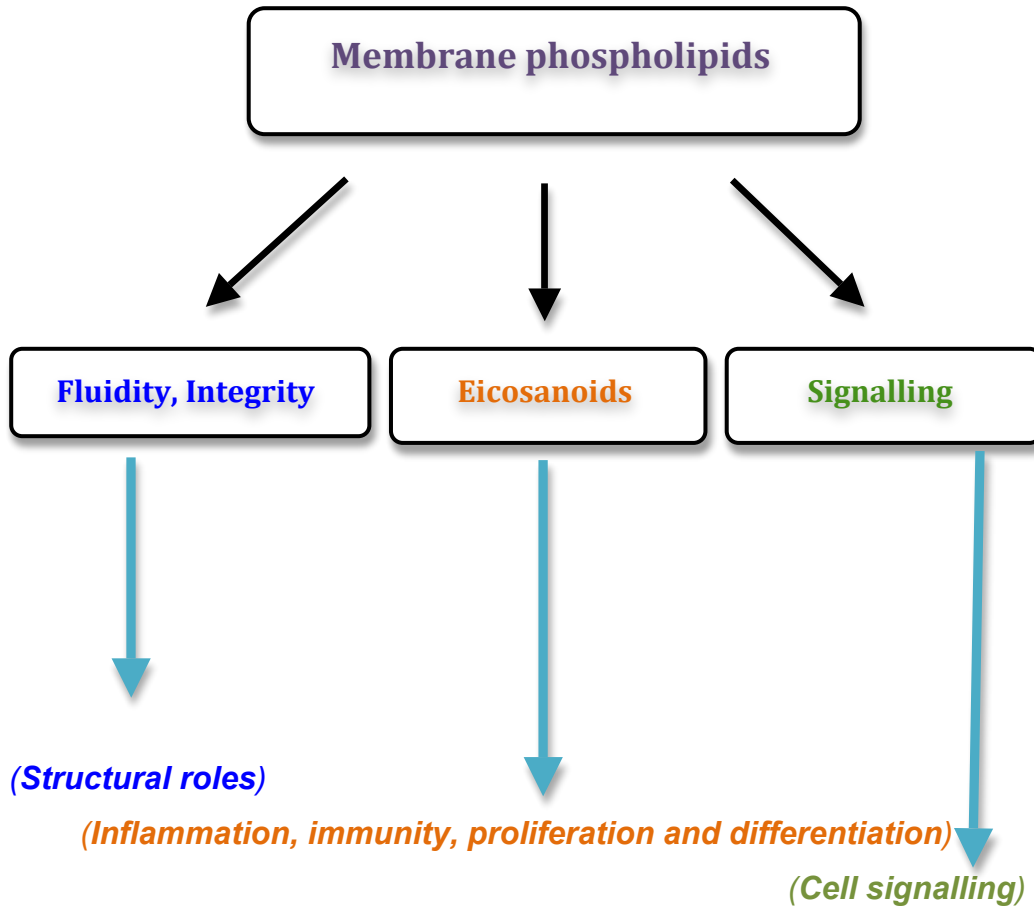 Membrane phospholipids
Fluidity, Integrity
Eicosanoids
Signalling
(Structural roles)
(Inflammation, immunity, proliferation and differentiation)
(Cell signalling)